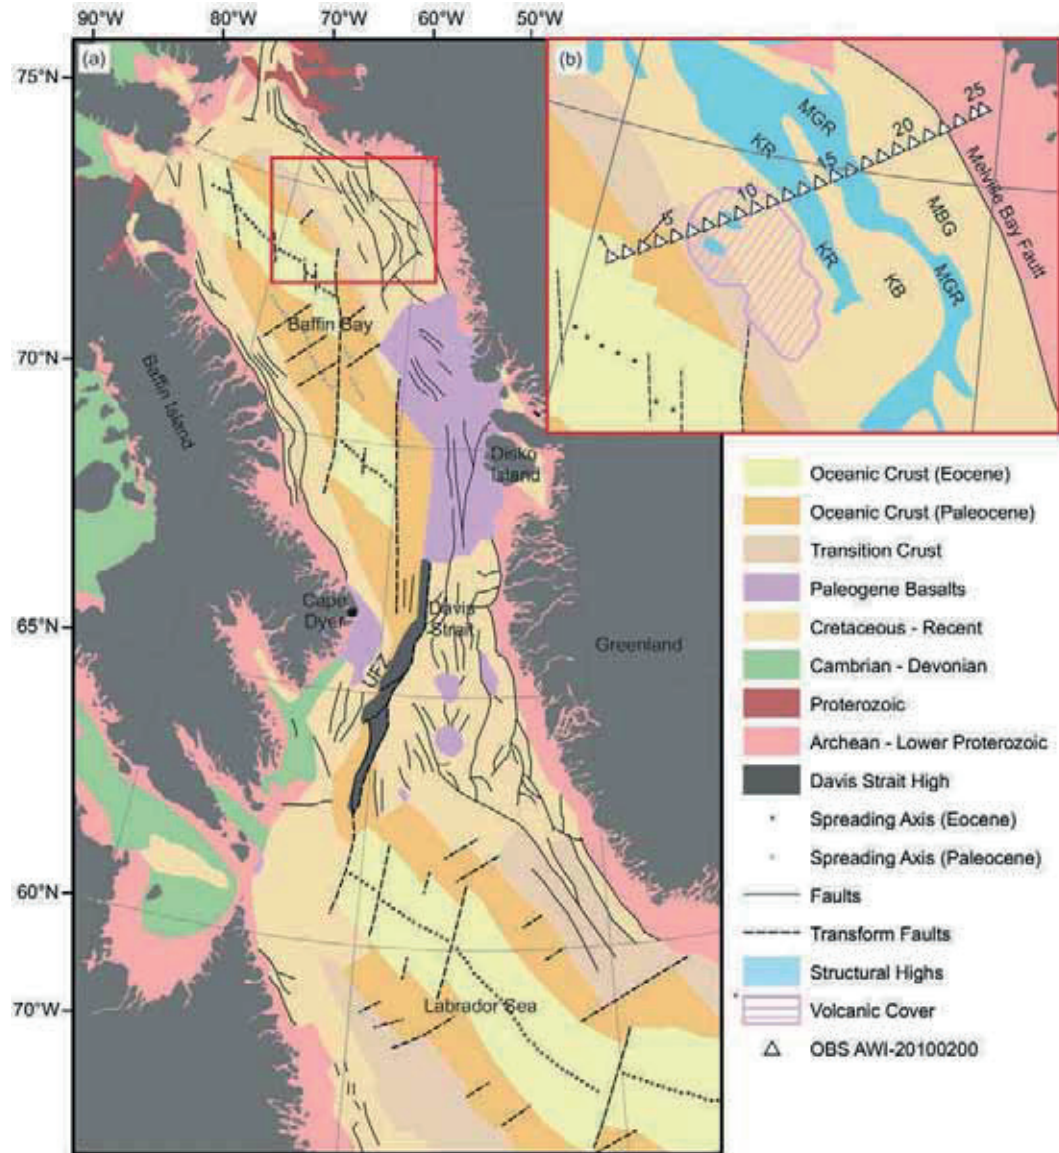 90°W 80°W 70°W 60°W 50°W
(a)
75°N
70°N
65°N
60°N
70°W
Baffin Bay
Baffin Island
Disko
Island
Cape
Dyer
Davis
Strait
UFZ
Greenland
Labrador Sea
(b)
1
5
10
15
20
25
MGR
KR
KR
MBG
KB
MGR
Melville Bay Fault
Oceanic Crust (Eocene)
Oceanic Crust (Paleocene)
Transition Crust
Paleogene Basalts
Cretaceous - Recent
Cambrian - Devonian
Proterozoic
Archean - Lower Proterozoic
Davis Strait High
Spreading Axis (Eocene)
Spreading Axis (Paleocene)
Faults
Transform Faults
Structural Highs
Volcanic Cover
OBS AWI-20100200